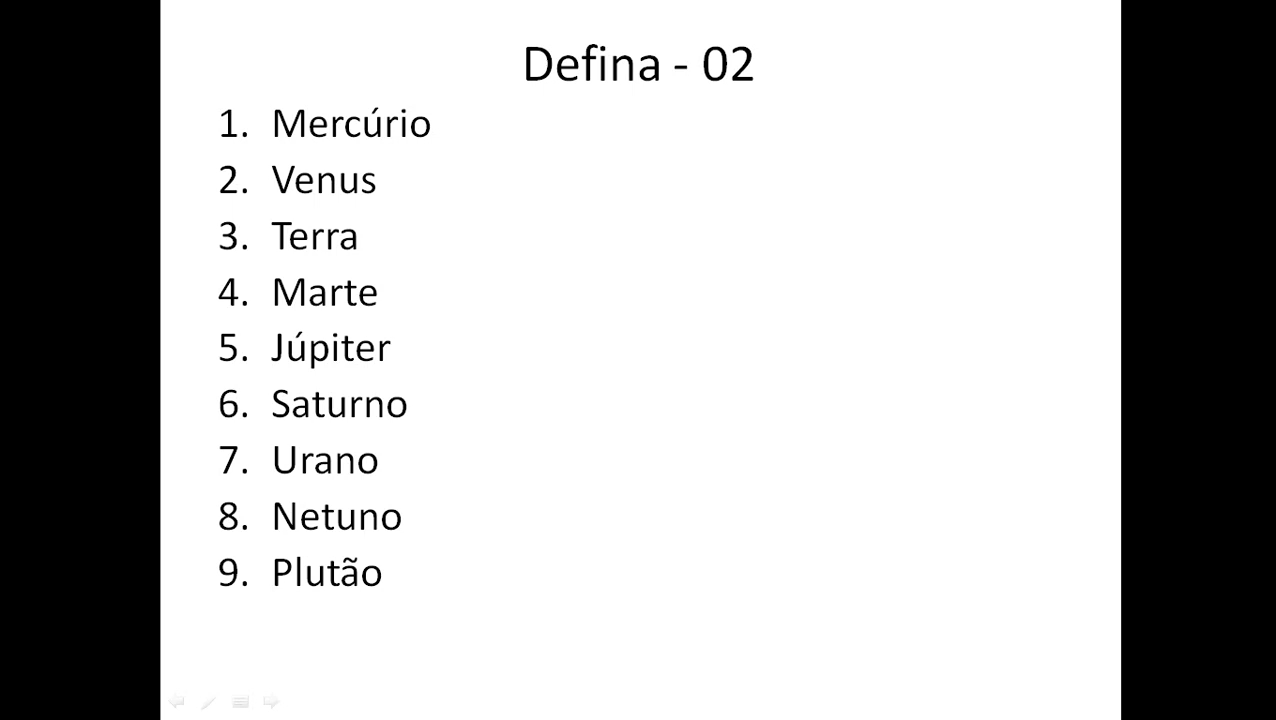 Defina - 02
1. Mercúrio
2. Venus
3. Terra
4. Marte
5. Júpiter
6. Saturno
7. Urano
8. Netuno
9. Plutão